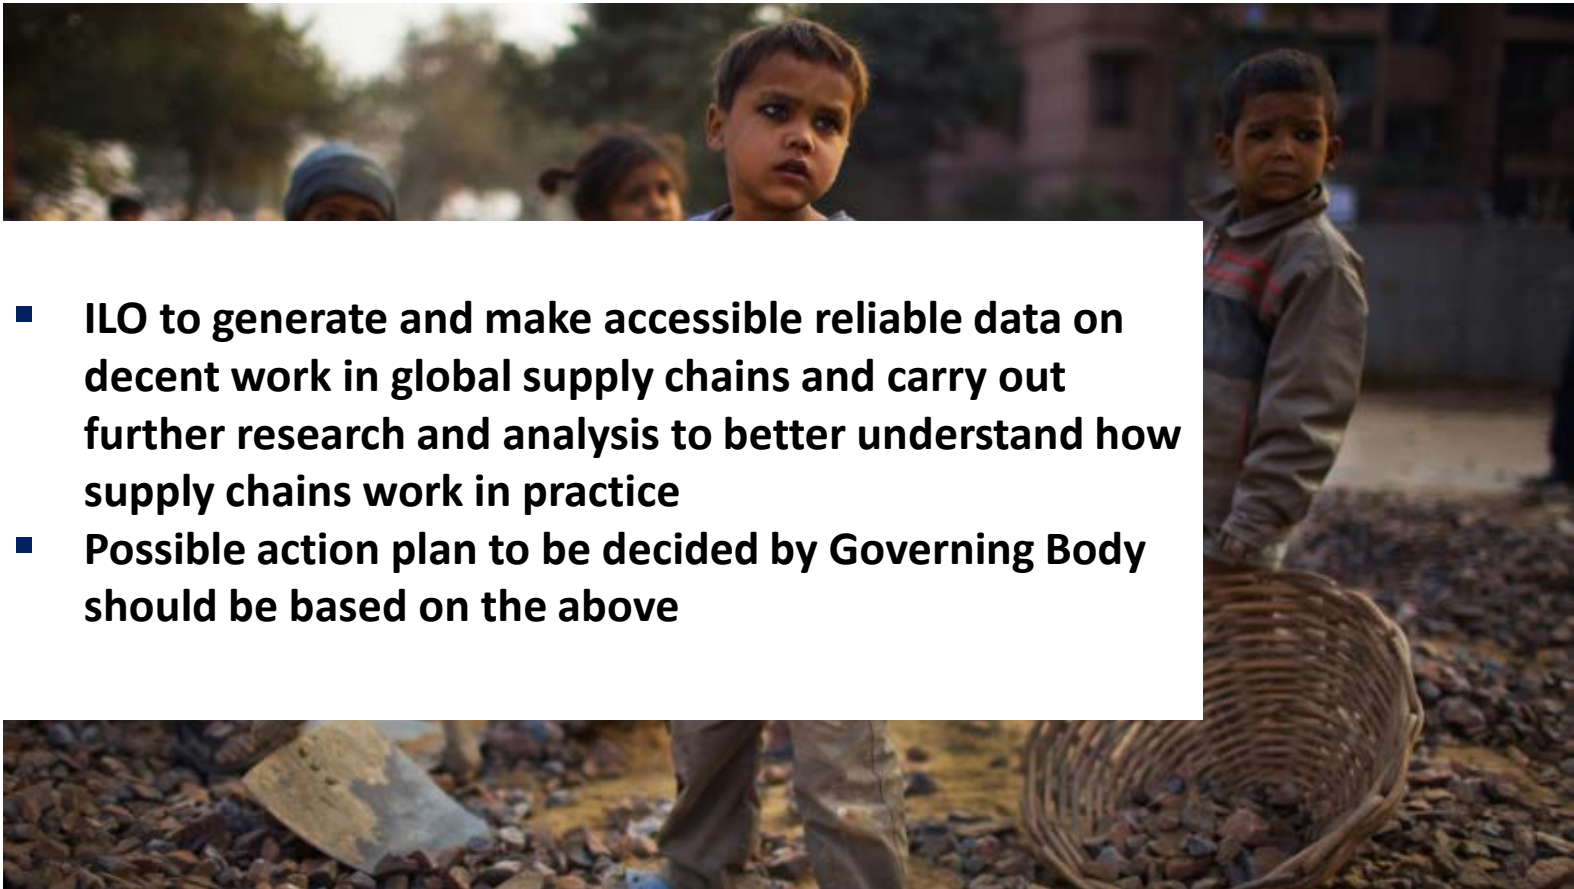 ▪ ILO to generate and make accessible reliable data on
decent work in global supply chains and carry out
further research and analysis to better understand how
supply chains work in practice
▪ Possible action plan to be decided by Governing Body
should be based on the above